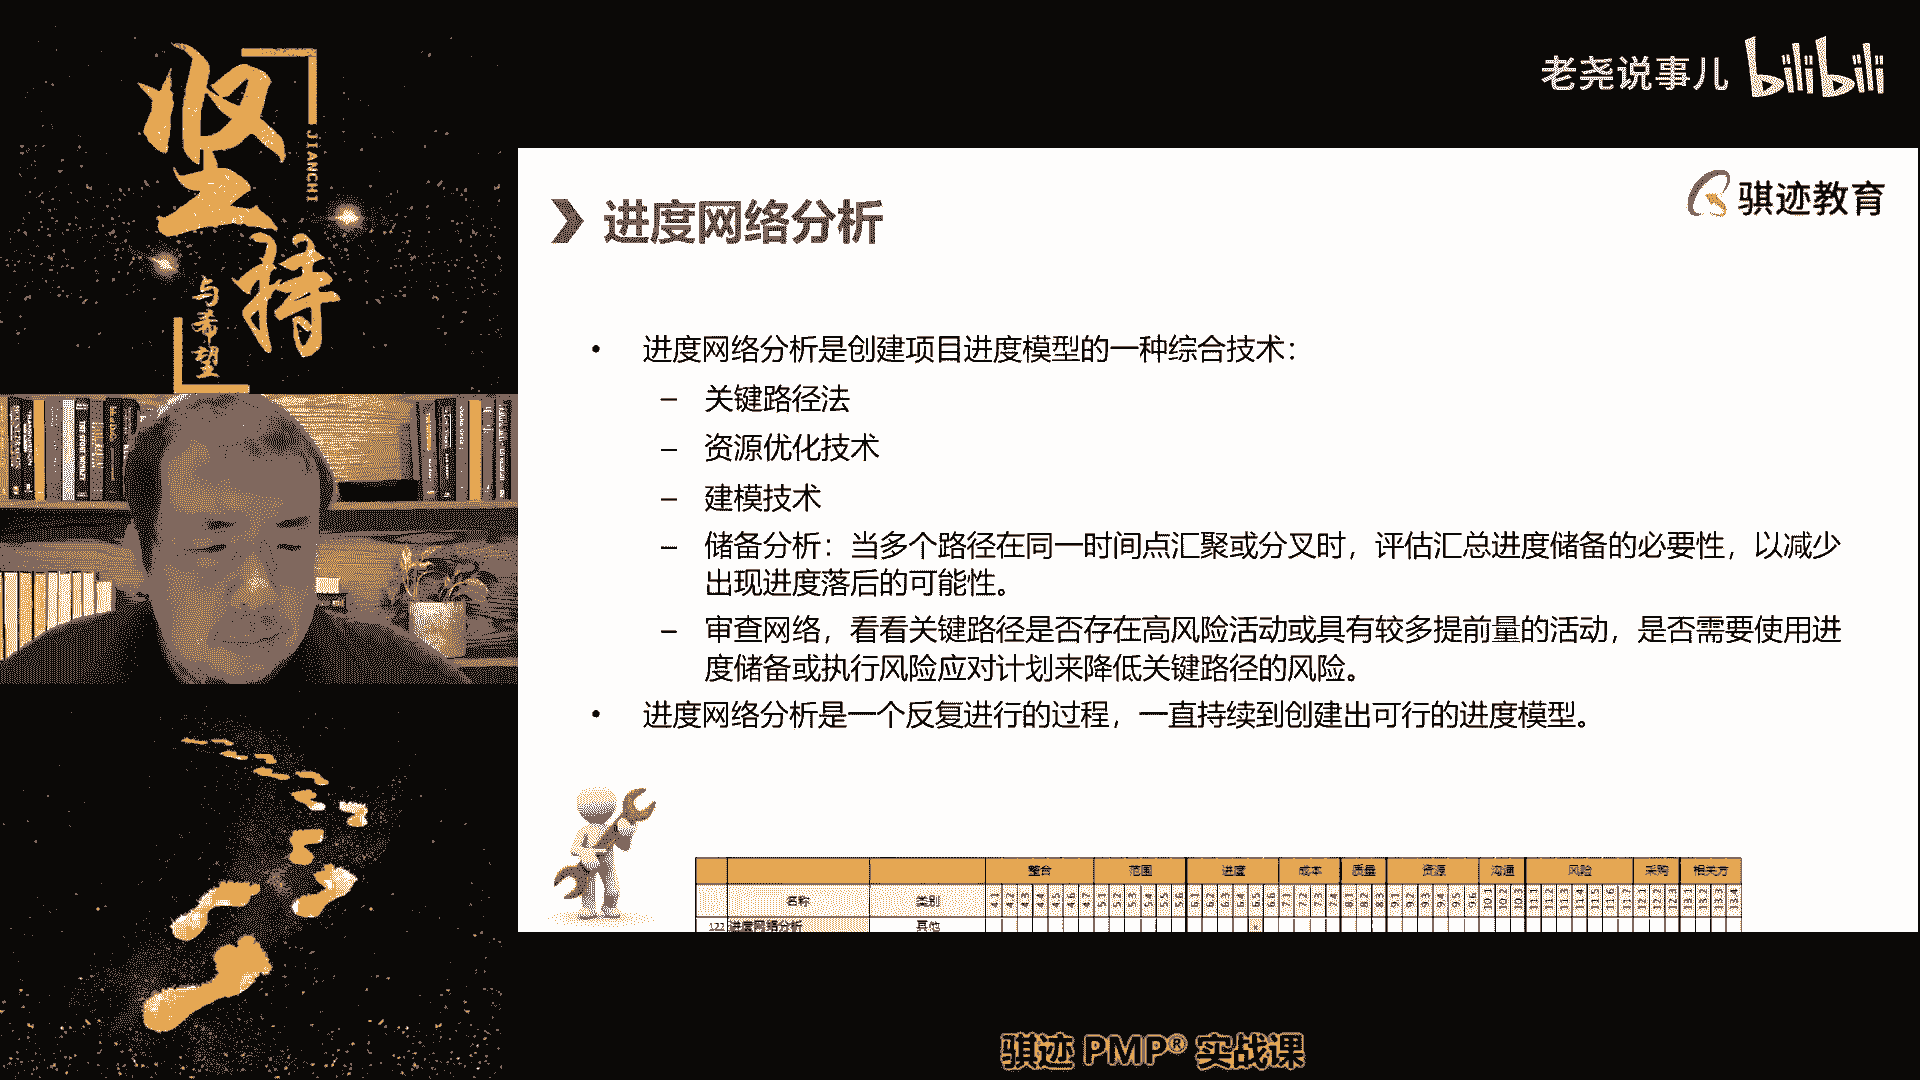 坚持
JIANCHI
与希望
老尧说事儿 bilibili
骐迹教育
进度网络分析
• 进度网络分析是创建项目进度模型的一种综合技术：
– 关键路径法
– 资源优化技术
– 建模技术
– 储备分析：当多个路径在同一时间点汇聚或分叉时，评估汇总进度储备的必要性，以减少
出现进度落后的可能性。
– 审查网络，看看关键路径是否存在高风险活动或具有较多提前量的活动，是否需要使用进
度储备或执行风险应对计划来降低关键路径的风险。
• 进度网络分析是一个反复进行的过程，一直持续到创建出可行的进度模型。
整合 范围 进度 成本 质量 资源 沟通 风险 采购 相关方
名称 类别 4.1 4.2 4.3 4.4 4.5 4.6 4.7 5.1 5.2 5.3 5.4 5.5 5.6 6.1 6.2 6.3 6.4 6.5 6.6 7.1 7.2 7.3 7.4 8.1 8.2 8.3 9.1 9.2 9.3 9.4 9.5 9.6 10.1 10.2 10.3 11.1 11.2 11.3 11.4 11.5 11.6 11.7 12.1 12.2 12.3 13.1 13.2 13.3 13.4
122 进度网络分析 其他
骐迹 PMP® 实战课